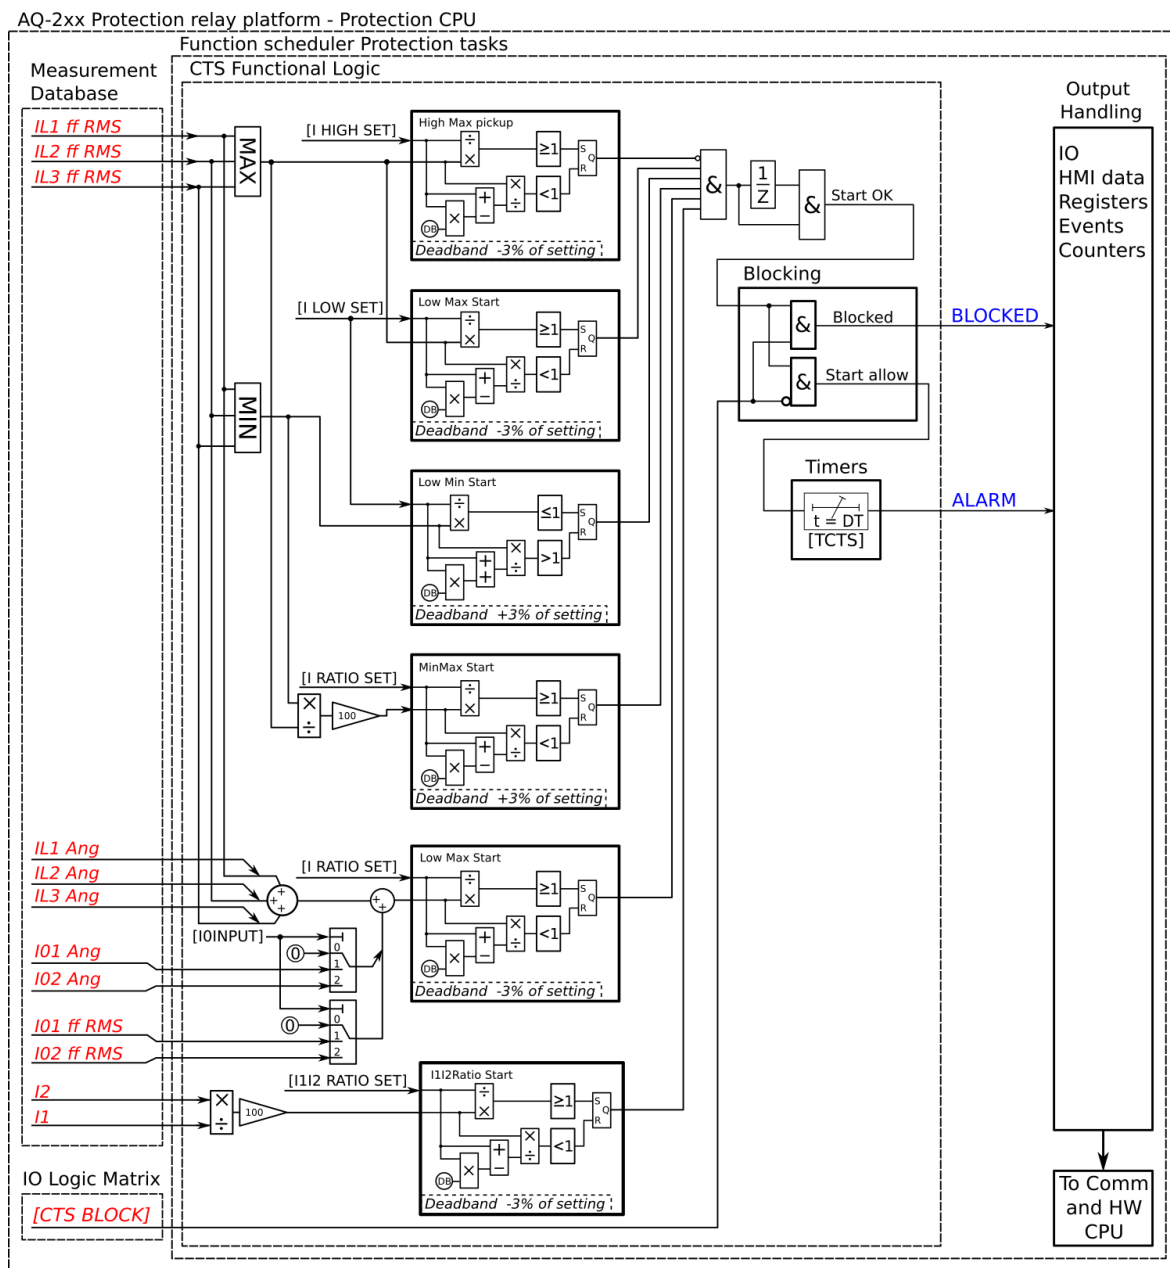 AQ-2xx Protection relay platform - Protection CPU
Function scheduler Protection tasks
CTS Functional Logic
Measurement
Database
IL1 ff RMS
IL2 ff RMS
IL3 ff RMS
MAX
[I HIGH SET]
High Max pickup
÷
×
≥1
S
Q
R
×
÷
<1
+
−
×
DB
Deadband -3% of setting
&
1
Z
&
Start OK
Output
Handling
IO
HMI data
Registers
Events
Counters
[I LOW SET]
Low Max Start
÷
×
≥1
S
Q
R
×
÷
<1
+
−
×
DB
Deadband -3% of setting
Blocking
&
Blocked
BLOCKED
&
Start allow
MIN
Low Min Start
÷
×
≤1
S
Q
R
×
÷
>1
+
+
×
DB
Deadband +3% of setting
Timers
t = DT
[TCTS]
ALARM
[I RATIO SET]
×
÷
100
MinMax Start
÷
×
≥1
S
Q
R
×
÷
<1
+
−
×
DB
Deadband +3% of setting
IL1 Ang
IL2 Ang
IL3 Ang
+
+
+
[I RATIO SET]
+
+
Low Max Start
÷
×
≥1
S
Q
R
×
÷
<1
+
−
×
DB
Deadband -3% of setting
[I0INPUT]
0
0
1
2
I01 Ang
I02 Ang
0
0
1
2
I01 ff RMS
I02 ff RMS
I2
I1
×
÷
100
[I1I2 RATIO SET]
I1I2Ratio Start
÷
×
≥1
S
Q
R
×
÷
<1
+
−
×
DB
Deadband -3% of setting
IO Logic Matrix
[CTS BLOCK]
To Comm
and HW
CPU